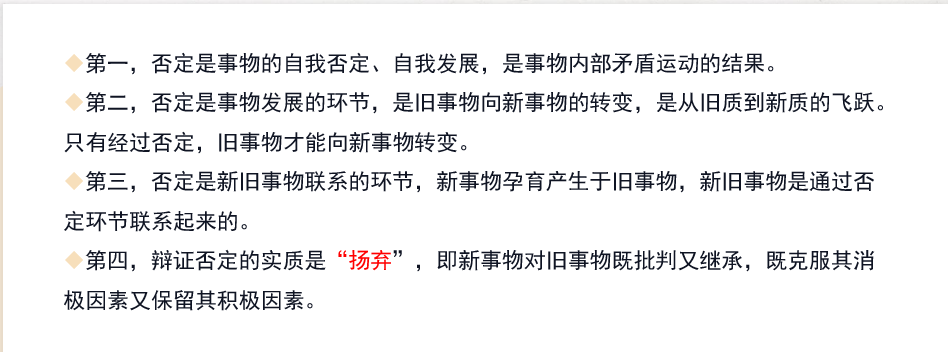 ◆第一，否定是事物的自我否定、自我发展，是事物内部矛盾运动的结果。
◆第二，否定是事物发展的环节，是旧事物向新事物的转变，是从旧质到新质的飞跃。
只有经过否定，旧事物才能向新事物转变。
◆第三，否定是新旧事物联系的环节，新事物孕育产生于旧事物，新旧事物是通过否
定环节联系起来的。
◆第四，辩证否定的实质是“扬弃”，即新事物对旧事物既批判又继承，既克服其消
极因素又保留其积极因素。